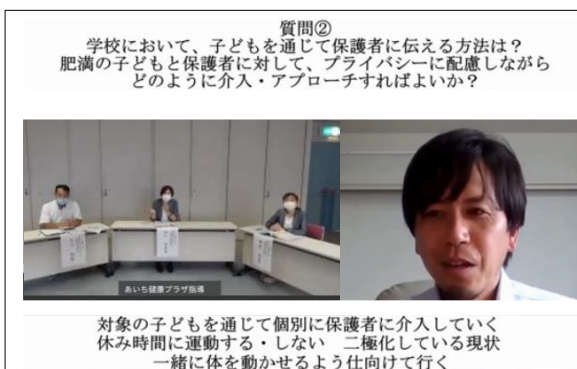 質問②
学校において、子どもを通じて保護者に伝える方法は？
肥満の子どもと保護者に対して、プライバシーに配慮しながら
どのように介入・アプローチすればよいか？
あいち健康プラザ指導
対象の子どもを通じて個別に保護者に介入していく
休み時間に運動する・しない　二極化している現状
一緒に体を動かせるよう仕向けて行く